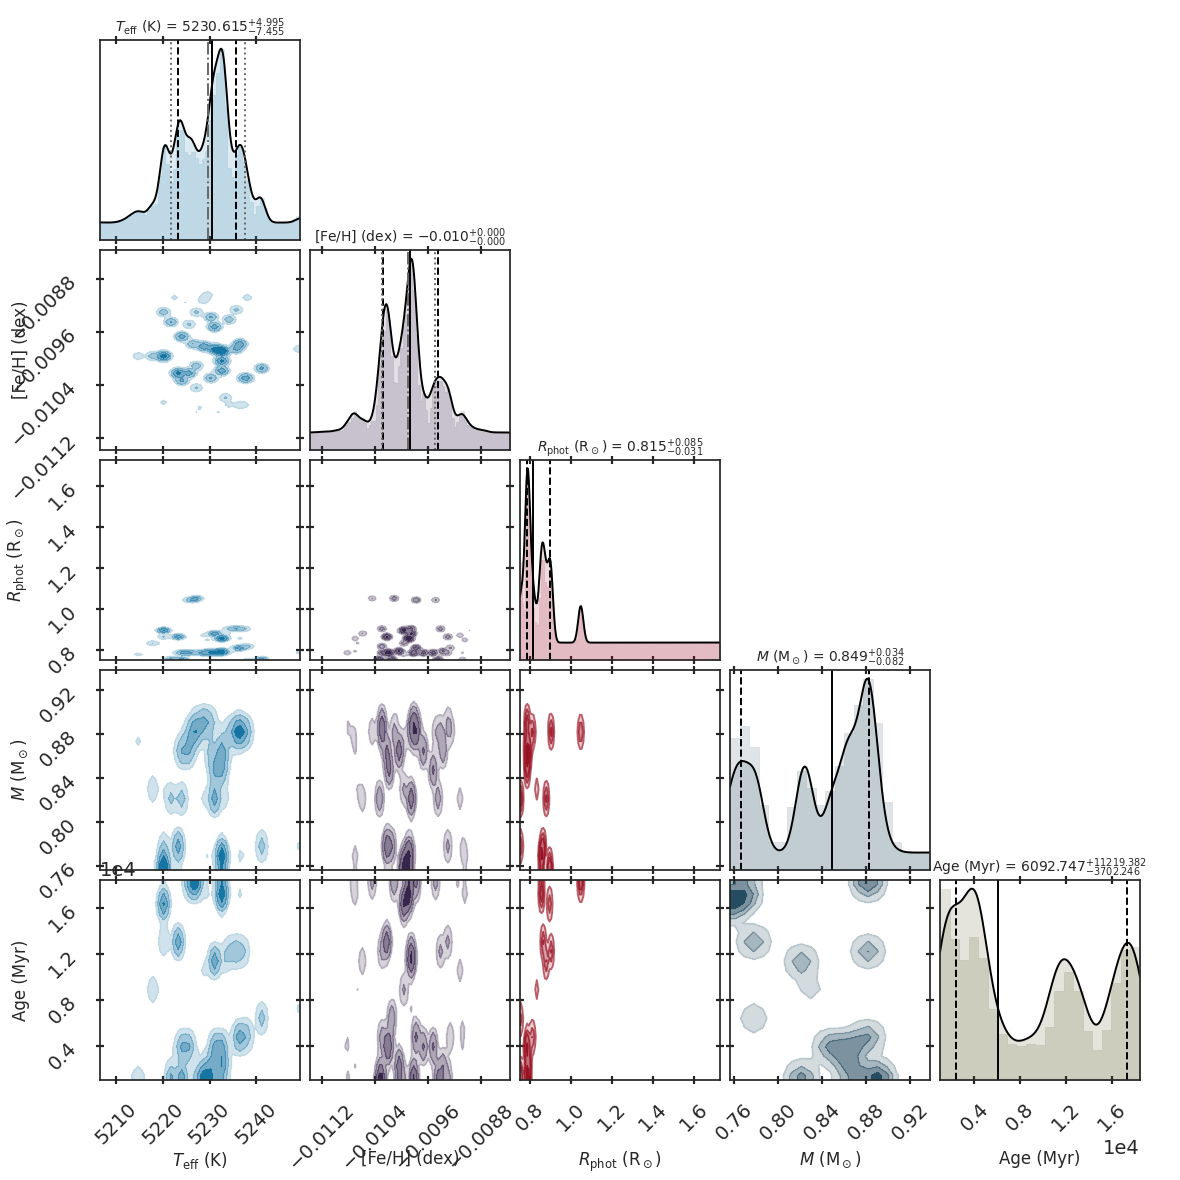 T_eff (K) = 5230.615 +4.995 −7.455
[Fe/H] (dex) = −0.010 +0.000 −0.000
R_phot (R⊙) = 0.815 +0.085 −0.031
M (M⊙) = 0.849 +0.034 −0.082
Age (Myr) = 6092.747 +11219.382 −3702.246
[Fe/H] (dex)
−0.0088
−0.0096
−0.0104
−0.0112
R_phot (R⊙)
1.6
1.4
1.2
1.0
0.8
M (M⊙)
0.92
0.88
0.84
0.80
0.76
1e4
Age (Myr)
1.6
1.2
0.8
0.4
5210 5220 5230 5240
−0.0112 −0.0104 −0.0096 −0.0088
0.8 1.0 1.2 1.4 1.6
0.76 0.80 0.84 0.88 0.92
0.4 0.8 1.2 1.6
1e4
T_eff (K)
[Fe/H] (dex)
R_phot (R⊙)
M (M⊙)
Age (Myr)